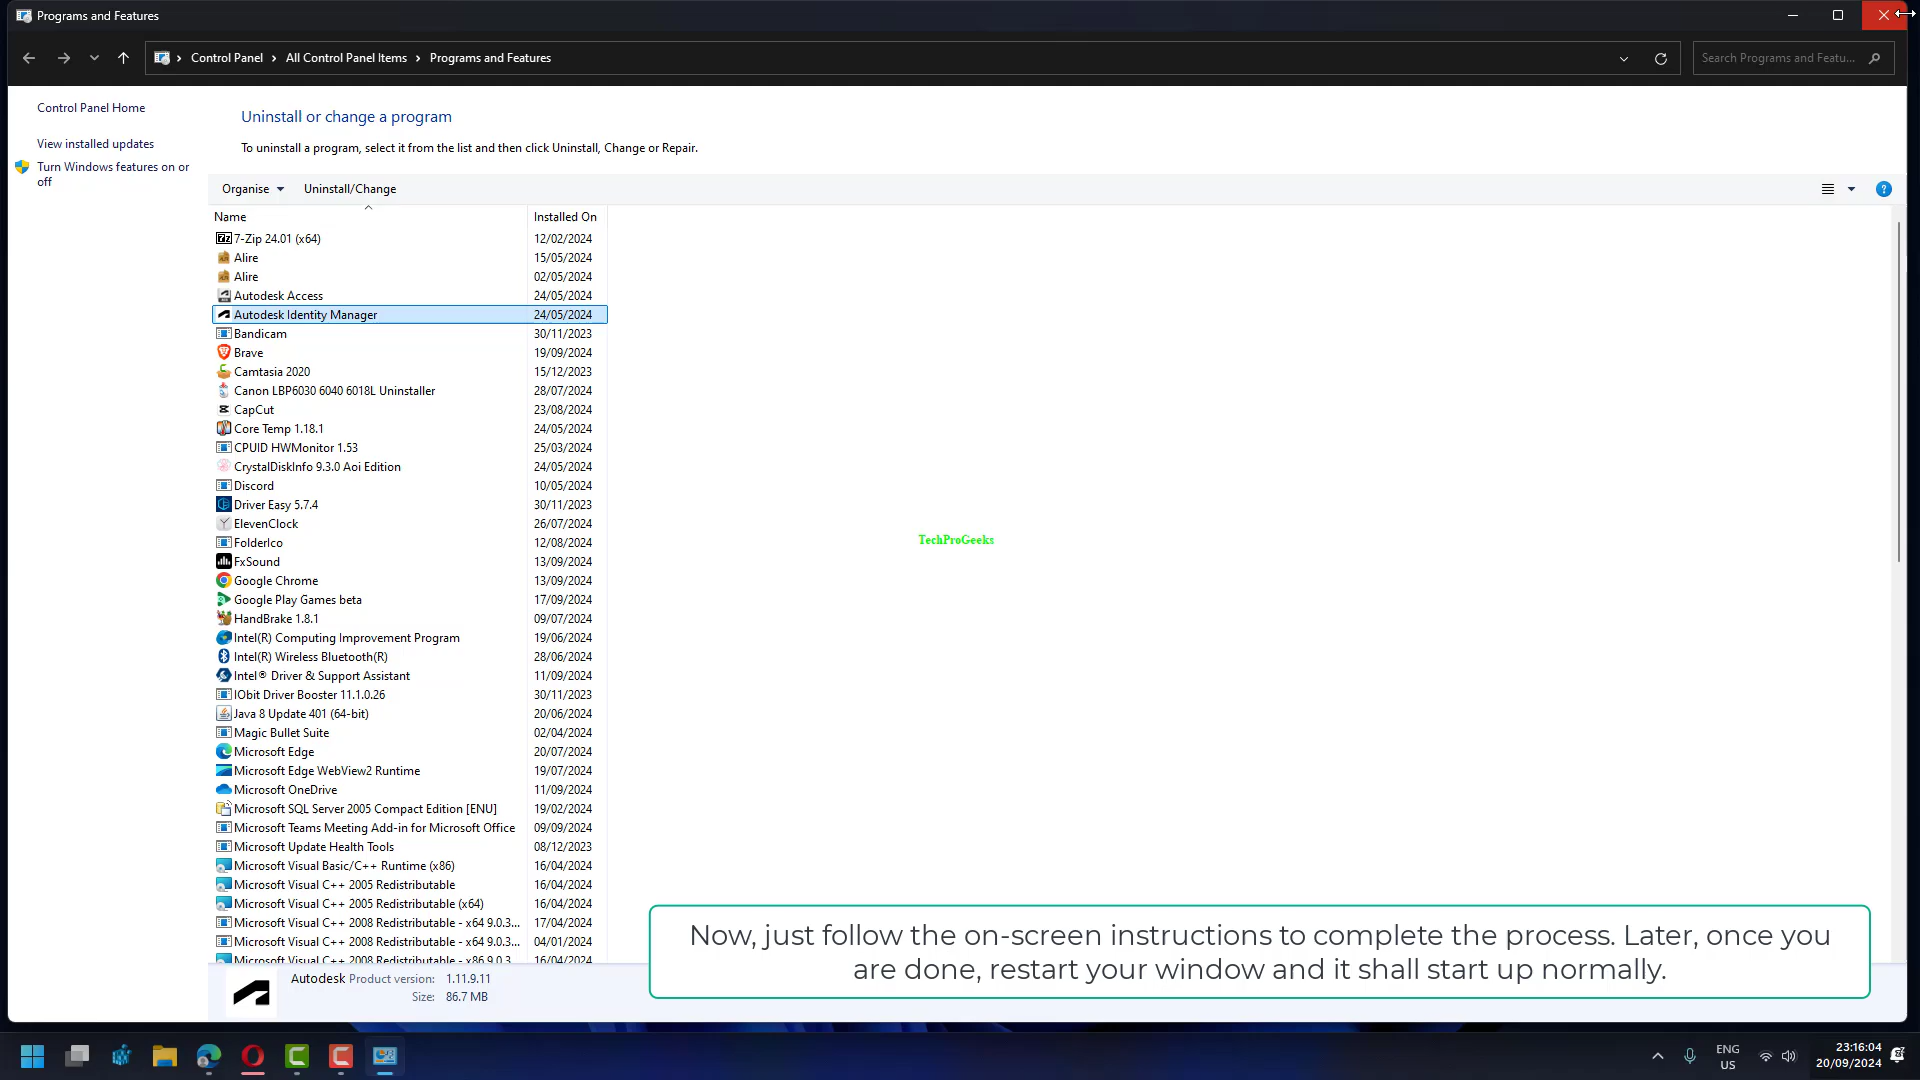 Programs and Features
Control Panel
All Control Panel Items
Programs and Features
Search Programs and Featu...
Control Panel Home
View installed updates
Turn Windows features on or
off
Uninstall or change a program
To uninstall a program, select it from the list and then click Uninstall, Change or Repair.
Organise
Uninstall/Change
Name Installed On
7-Zip 24.01 (x64) 12/02/2024
Alire 15/05/2024
Alire 02/05/2024
Autodesk Access 24/05/2024
Autodesk Identity Manager 24/05/2024
Bandicam 30/11/2023
Brave 19/09/2024
Camtasia 2020 15/12/2023
Canon LBP6030 6040 6018L Uninstaller 28/07/2024
CapCut 23/08/2024
Core Temp 1.18.1 24/05/2024
CPUID HWMonitor 1.53 25/03/2024
CrystalDiskInfo 9.3.0 Aoi Edition 24/05/2024
Discord 10/05/2024
Driver Easy 5.7.4 30/11/2023
ElevenClock 26/07/2024
FolderIco 12/08/2024
FxSound 13/09/2024
Google Chrome 13/09/2024
Google Play Games beta 17/09/2024
HandBrake 1.8.1 09/07/2024
Intel(R) Computing Improvement Program 19/06/2024
Intel(R) Wireless Bluetooth(R) 28/06/2024
Intel® Driver & Support Assistant 11/09/2024
IObit Driver Booster 11.1.0.26 30/11/2023
Java 8 Update 401 (64-bit) 20/06/2024
Magic Bullet Suite 02/04/2024
Microsoft Edge 20/07/2024
Microsoft Edge WebView2 Runtime 19/07/2024
Microsoft OneDrive 11/09/2024
Microsoft SQL Server 2005 Compact Edition [ENU] 19/02/2024
Microsoft Teams Meeting Add-in for Microsoft Office 09/09/2024
Microsoft Update Health Tools 08/12/2023
Microsoft Visual Basic/C++ Runtime (x86) 16/04/2024
Microsoft Visual C++ 2005 Redistributable 16/04/2024
Microsoft Visual C++ 2005 Redistributable (x64) 16/04/2024
Microsoft Visual C++ 2008 Redistributable - x64 9.0.3... 17/04/2024
Microsoft Visual C++ 2008 Redistributable - x64 9.0.3... 04/01/2024
Microsoft Visual C++ 2008 Redistributable - x86 9.0.3... 16/04/2024
TechProGeeks
Now, just follow the on-screen instructions to complete the process. Later, once you
are done, restart your window and it shall start up normally.
Autodesk Product version: 1.11.9.11
Size: 86.7 MB
ENG
US
23:16:04
20/09/2024